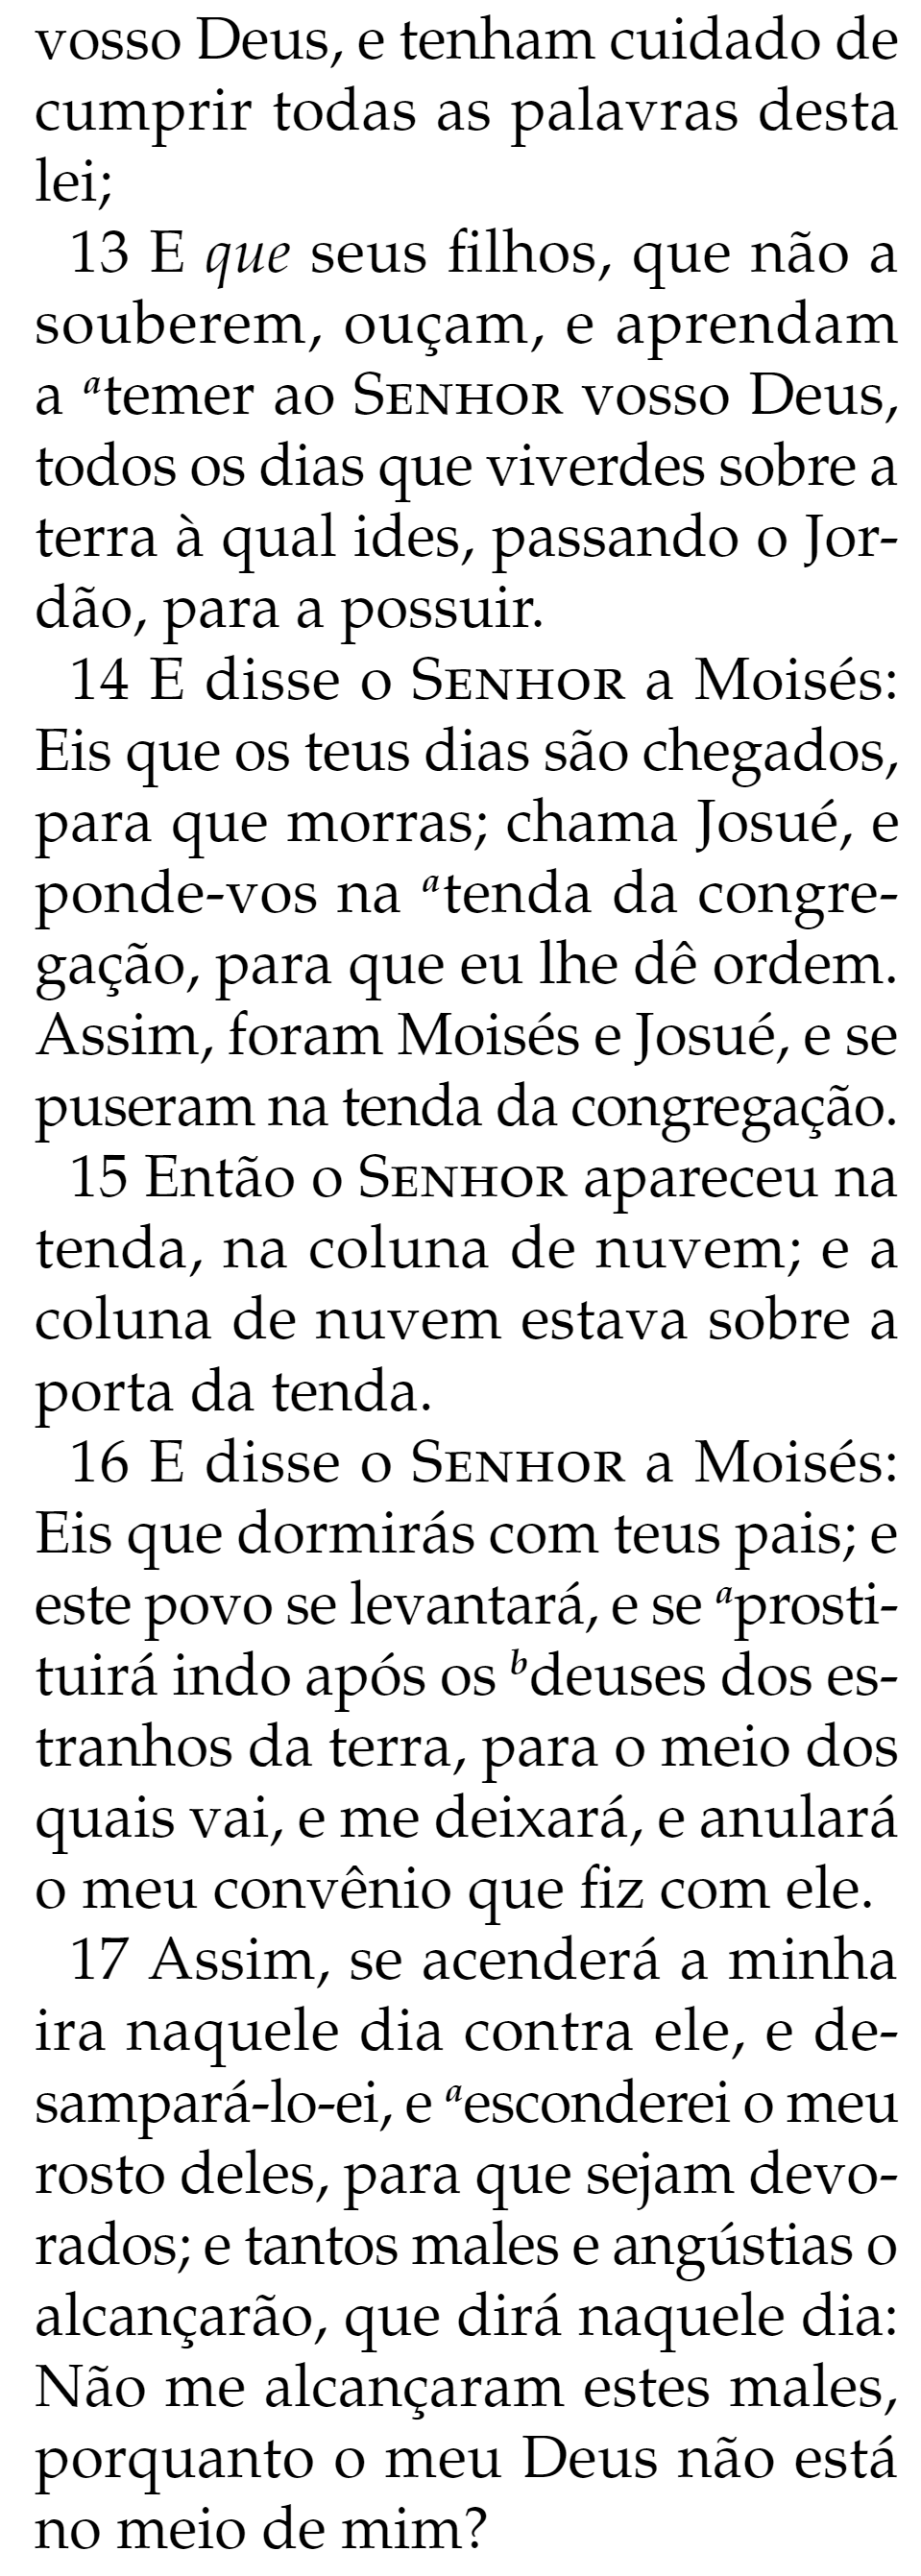 vosso Deus, e tenham cuidado de
cumprir todas as palavras desta
lei;
13 E que seus filhos, que não a
souberem, ouçam, e aprendam
a ᵃtemer ao SENHOR vosso Deus,
todos os dias que viverdes sobre a
terra à qual ides, passando o Jor-
dão, para a possuir.
14 E disse o SENHOR a Moisés:
Eis que os teus dias são chegados,
para que morras; chama Josué, e
ponde-vos na ᵃtenda da congre-
gação, para que eu lhe dê ordem.
Assim, foram Moisés e Josué, e se
puseram na tenda da congregação.
15 Então o SENHOR apareceu na
tenda, na coluna de nuvem; e a
coluna de nuvem estava sobre a
porta da tenda.
16 E disse o SENHOR a Moisés:
Eis que dormirás com teus pais; e
este povo se levantará, e se ᵃprosti-
tuirá indo após os ᵇdeuses dos es-
tranhos da terra, para o meio dos
quais vai, e me deixará, e anulará
o meu convênio que fiz com ele.
17 Assim, se acenderá a minha
ira naquele dia contra ele, e de-
sampará-lo-ei, e ᵃesconderei o meu
rosto deles, para que sejam devo-
rados; e tantos males e angústias o
alcançarão, que dirá naquele dia:
Não me alcançaram estes males,
porquanto o meu Deus não está
no meio de mim?